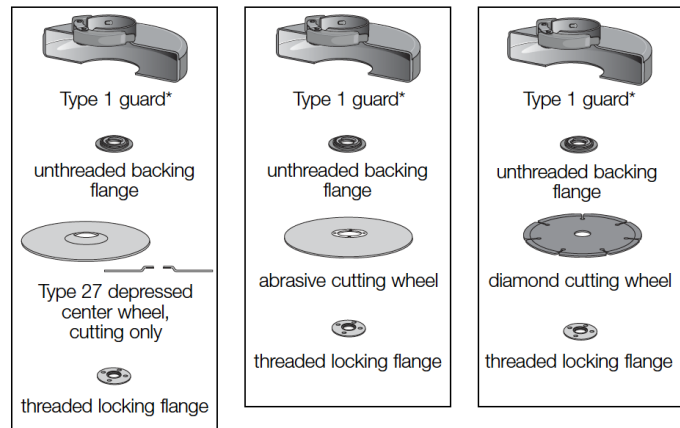 Type 1 guard*
unthreaded backing
flange
Type 27 depressed
center wheel,
cutting only
threaded locking flange
Type 1 guard*
unthreaded backing
flange
abrasive cutting wheel
threaded locking flange
Type 1 guard*
unthreaded backing
flange
diamond cutting wheel
threaded locking flange